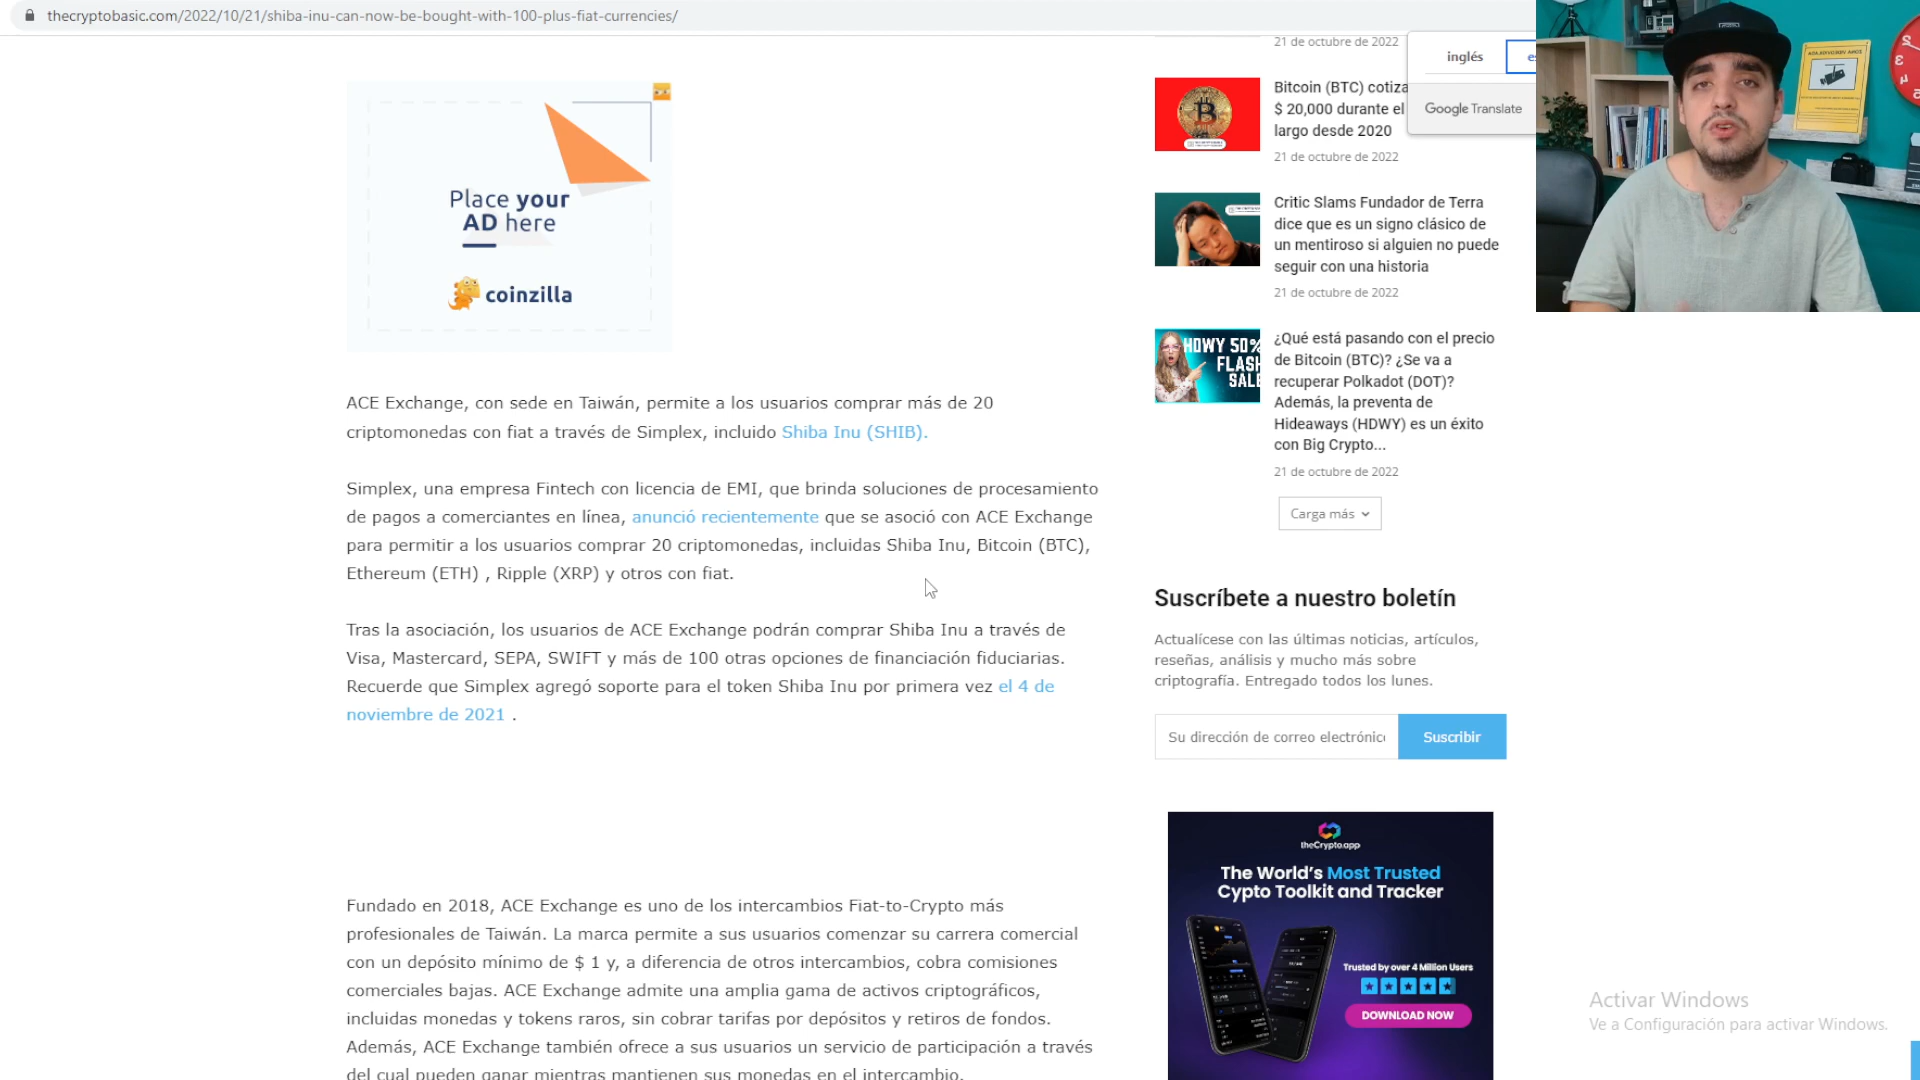 thecryptobasic.com/2022/10/21/shiba-inu-can-now-be-bought-with-100-plus-fiat-currencies/
Place your
AD here
coinzilla
ACE Exchange, con sede en Taiwán, permite a los usuarios comprar más de 20
criptomonedas con fiat a través de Simplex, incluido Shiba Inu (SHIB).
Simplex, una empresa Fintech con licencia de EMI, que brinda soluciones de procesamiento
de pagos a comerciantes en línea, anunció recientemente que se asoció con ACE Exchange
para permitir a los usuarios comprar 20 criptomonedas, incluidas Shiba Inu, Bitcoin (BTC),
Ethereum (ETH) , Ripple (XRP) y otros con fiat.
Tras la asociación, los usuarios de ACE Exchange podrán comprar Shiba Inu a través de
Visa, Mastercard, SEPA, SWIFT y más de 100 otras opciones de financiación fiduciarias.
Recuerde que Simplex agregó soporte para el token Shiba Inu por primera vez el 4 de
noviembre de 2021 .
Fundado en 2018, ACE Exchange es uno de los intercambios Fiat-to-Crypto más
profesionales de Taiwán. La marca permite a sus usuarios comenzar su carrera comercial
con un depósito mínimo de $ 1 y, a diferencia de otros intercambios, cobra comisiones
comerciales bajas. ACE Exchange admite una amplia gama de activos criptográficos,
incluidas monedas y tokens raros, sin cobrar tarifas por depósitos y retiros de fondos.
Además, ACE Exchange también ofrece a sus usuarios un servicio de participación a través
del cual pueden ganar mientras mantienen sus monedas en el intercambio.
21 de octubre de 2022
Bitcoin (BTC) cotiza
$ 20,000 durante el
largo desde 2020
21 de octubre de 2022
Critic Slams Fundador de Terra
dice que es un signo clásico de
un mentiroso si alguien no puede
seguir con una historia
21 de octubre de 2022
HDWY 50%
FLASH
SALE
¿Qué está pasando con el precio
de Bitcoin (BTC)? ¿Se va a
recuperar Polkadot (DOT)?
Además, la preventa de
Hideaways (HDWY) es un éxito
con Big Crypto...
21 de octubre de 2022
Carga más
inglés
es
Google Translate
Suscríbete a nuestro boletín
Actualícese con las últimas noticias, artículos,
reseñas, análisis y mucho más sobre
criptografía. Entregado todos los lunes.
Su dirección de correo electrónic
Suscribir
theCrypto.app
The World's Most Trusted
Cypto Toolkit and Tracker
Trusted by over 4 Million Users
DOWNLOAD NOW
Activar Windows
Ve a Configuración para activar Windows.